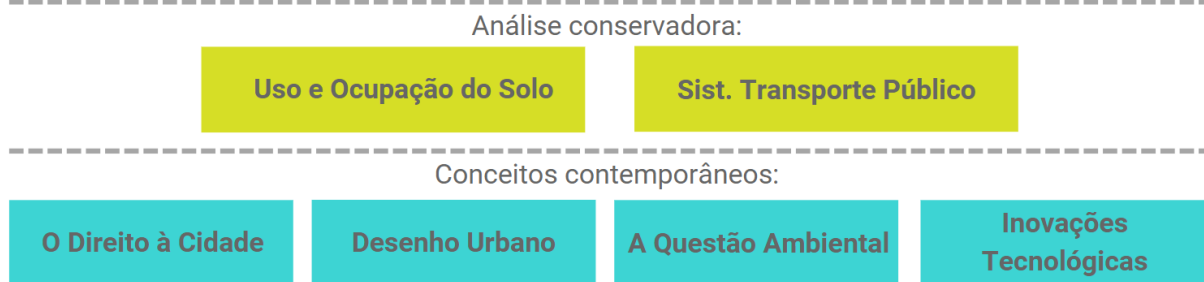 Análise conservadora:
Uso e Ocupação do Solo
Sist. Transporte Público
Conceitos contemporâneos:
O Direito à Cidade
Desenho Urbano
A Questão Ambiental
Inovações
Tecnológicas